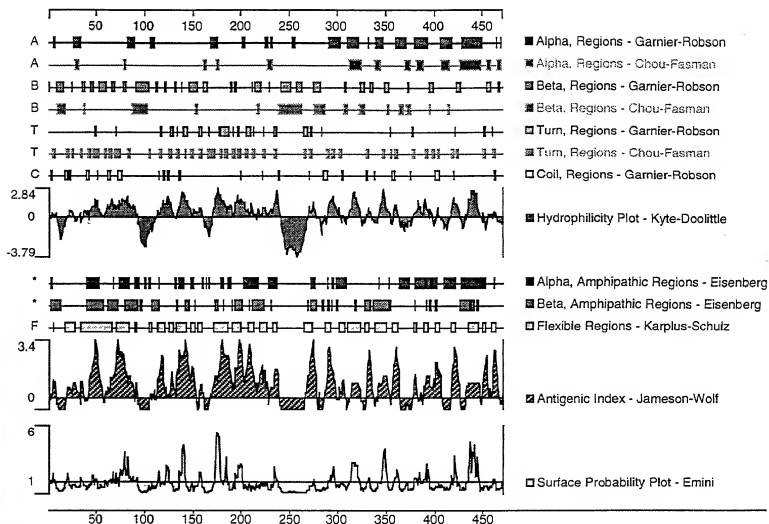 50 100 150 200 250 300 350 400 450
A Alpha, Regions - Garnier-Robson
A Alpha, Regions - Chou-Fasman
B Beta, Regions - Garnier-Robson
B Beta, Regions - Chou-Fasman
T Turn, Regions - Garnier-Robson
T Turn, Regions - Chou-Fasman
C Coil, Regions - Garnier-Robson
2.84
0 Hydrophilicity Plot - Kyte-Doolittle
-3.79
* Alpha, Amphipathic Regions - Eisenberg
* Beta, Amphipathic Regions - Eisenberg
F Flexible Regions - Karplus-Schulz
3.4
0 Antigenic Index - Jameson-Wolf
6
1 Surface Probability Plot - Emini
50 100 150 200 250 300 350 400 450